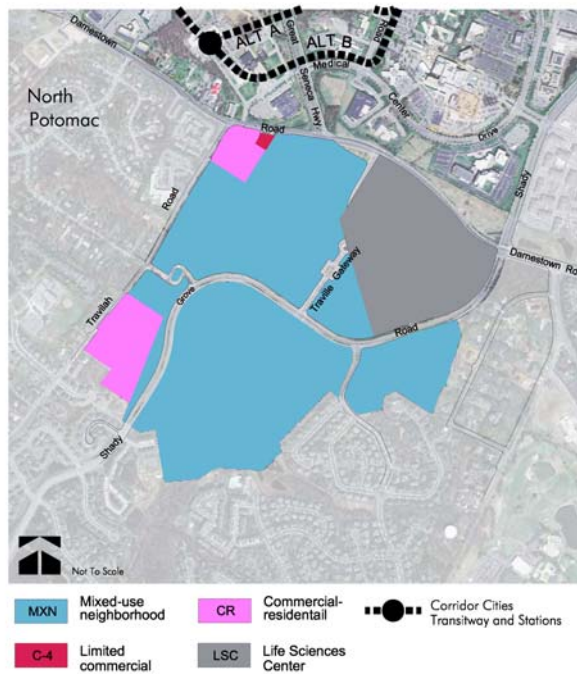 Darnestown
ALT A
Great
ALT B
Road
Medical
Seneca Hwy
Center
Drive
North
Potomac
Road
Road
Shady
Darnestown Rd
Traville Gateway
Grove
Travilah
Road
Shady
Not To Scale
MXN
Mixed-use
neighborhood
CR
Commercial-
residentail
Corridor Cities
Transitway and Stations
C-4
Limited
commercial
LSC
Life Sciences
Center